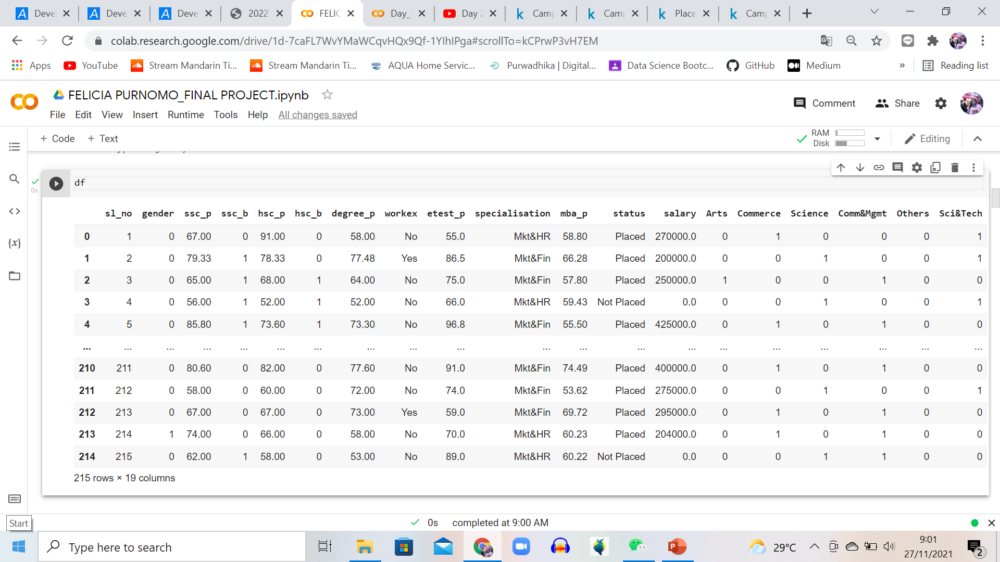 Deve
Deve
Deve
2022
FELIC
Day_
Day 2
Cam
Cam
Place
Cam
colab.research.google.com/drive/1d-7caFL7WvYMaWCqvHQx9Qf-1YIhIPga#scrollTo=kCPrwP3vH7EM
Apps YouTube Stream Mandarin Ti... Stream Mandarin Ti... AQUA Home Servic... Purwadhika | Digital... Data Science Bootc... GitHub Medium » Reading list
FELICIA PURNOMO_FINAL PROJECT.ipynb
Comment Share
File Edit View Insert Runtime Tools Help All changes saved
+ Code + Text
RAM
Disk
Editing
0s
df
sl_no gender ssc_p ssc_b hsc_p hsc_b degree_p workex etest_p specialisation mba_p status salary Arts Commerce Science Comm&Mgmt Others Sci&Tech
0 1 0 67.00 0 91.00 0 58.00 No 55.0 Mkt&HR 58.80 Placed 270000.0 0 1 0 0 0 1
1 2 0 79.33 1 78.33 0 77.48 Yes 86.5 Mkt&Fin 66.28 Placed 200000.0 0 0 1 0 0 1
2 3 0 65.00 1 68.00 1 64.00 No 75.0 Mkt&Fin 57.80 Placed 250000.0 1 0 0 1 0 0
3 4 0 56.00 1 52.00 1 52.00 No 66.0 Mkt&HR 59.43 Not Placed 0.0 0 0 1 0 0 1
4 5 0 85.80 1 73.60 1 73.30 No 96.8 Mkt&Fin 55.50 Placed 425000.0 0 1 0 1 0 0
... ... ... ... ... ... ... ... ... ... ... ... ... ... ... ... ... ... ... ...
210 211 0 80.60 0 82.00 0 77.60 No 91.0 Mkt&Fin 74.49 Placed 400000.0 0 1 0 1 0 0
211 212 0 58.00 0 60.00 0 72.00 No 74.0 Mkt&Fin 53.62 Placed 275000.0 0 0 1 0 0 1
212 213 0 67.00 0 67.00 0 73.00 Yes 59.0 Mkt&Fin 69.72 Placed 295000.0 0 1 0 1 0 0
213 214 1 74.00 0 66.00 0 58.00 No 70.0 Mkt&HR 60.23 Placed 204000.0 0 1 0 1 0 0
214 215 0 62.00 1 58.00 0 53.00 No 89.0 Mkt&HR 60.22 Not Placed 0.0 0 0 1 1 0 0
215 rows × 19 columns
Start
0s completed at 9:00 AM
Type here to search
29°C
9:01
27/11/2021
2